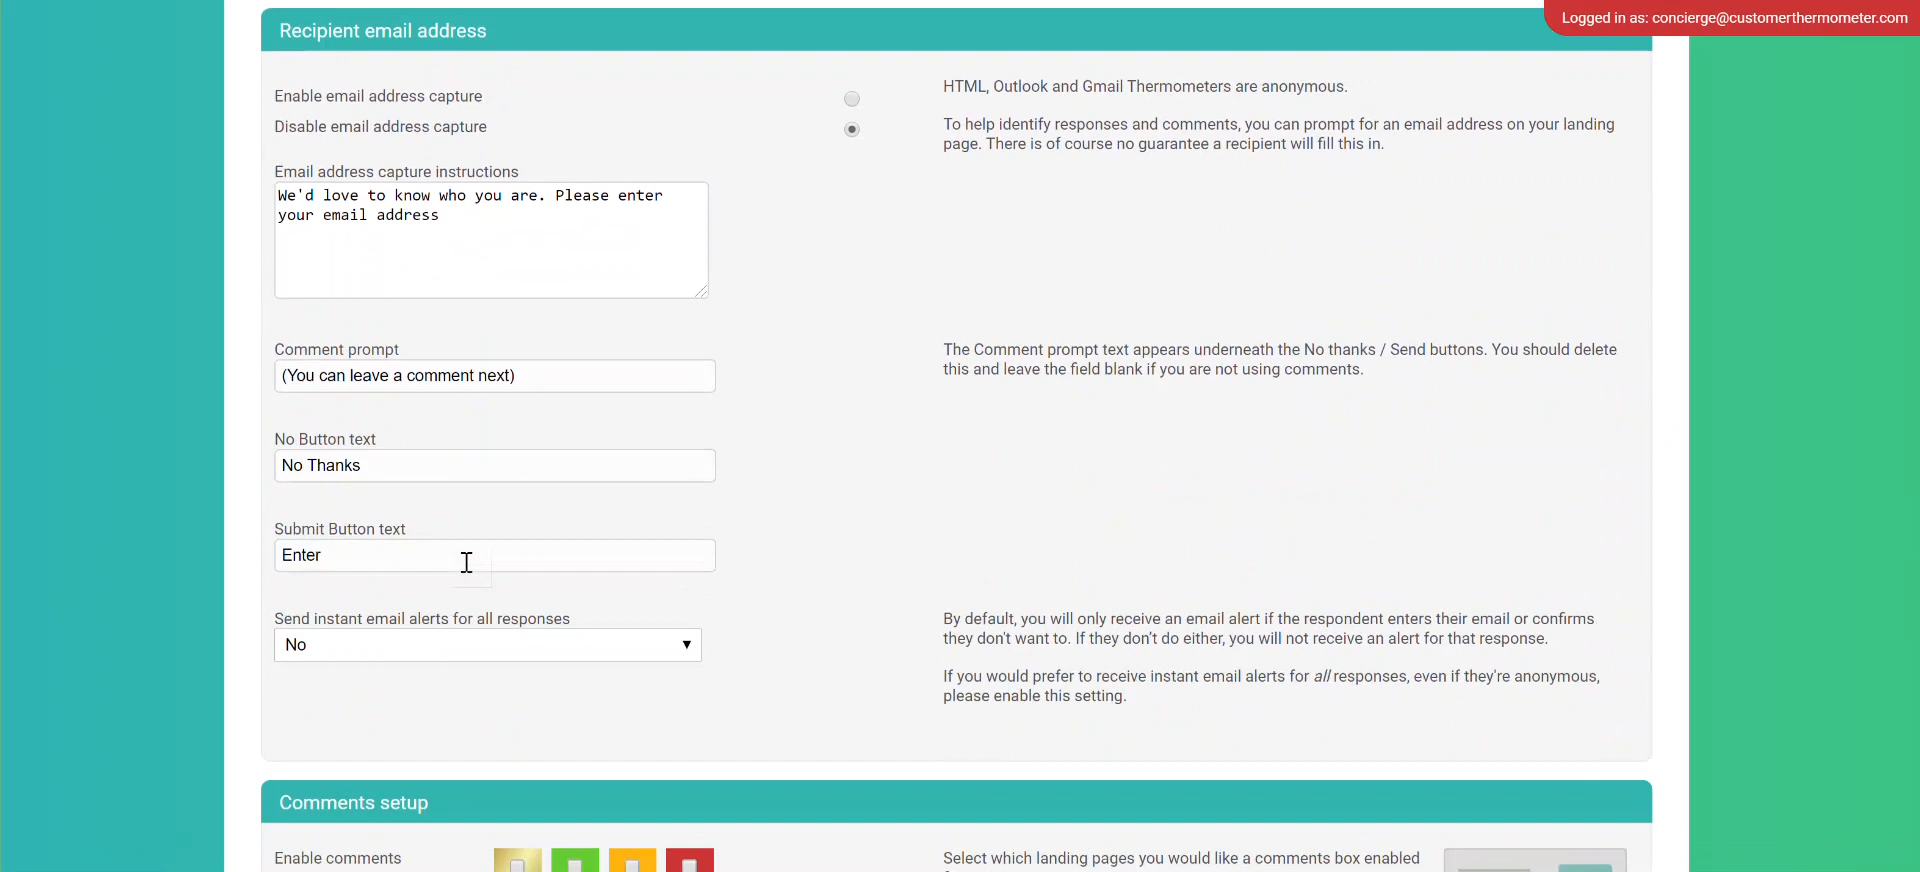 Logged in as: concierge@customerthermometer.com
Recipient email address
Enable email address capture
Disable email address capture
HTML, Outlook and Gmail Thermometers are anonymous.
To help identify responses and comments, you can prompt for an email address on your landing
page. There is of course no guarantee a recipient will fill this in.
Email address capture instructions
We'd love to know who you are. Please enter
your email address
Comment prompt
(You can leave a comment next)
The Comment prompt text appears underneath the No thanks / Send buttons. You should delete
this and leave the field blank if you are not using comments.
No Button text
No Thanks
Submit Button text
Enter
Send instant email alerts for all responses
No
By default, you will only receive an email alert if the respondent enters their email or confirms
they don't want to. If they don't do either, you will not receive an alert for that response.
If you would prefer to receive instant email alerts for all responses, even if they're anonymous,
please enable this setting.
Comments setup
Enable comments
Select which landing pages you would like a comments box enabled